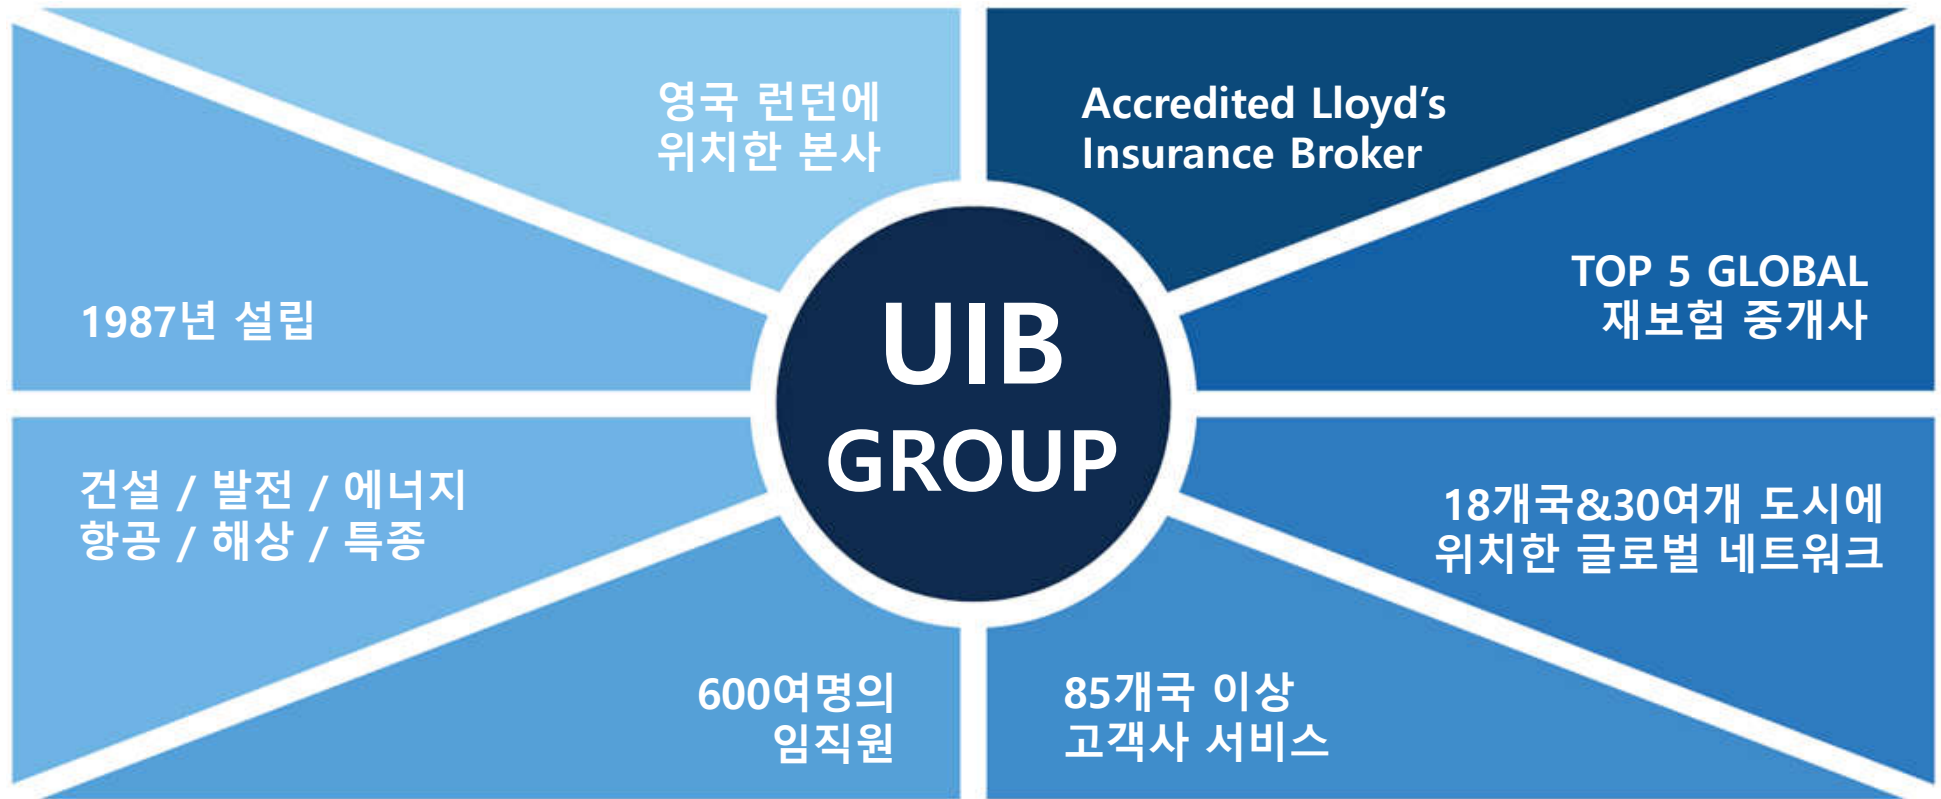 영국 런던에
위치한 본사
Accredited Lloyd’s
Insurance Broker
1987년 설립
TOP 5 GLOBAL
재보험 중개사
UIB
GROUP
건설 / 발전 / 에너지
항공 / 해상 / 특종
18개국&30여개 도시에
위치한 글로벌 네트워크
600여명의
임직원
85개국 이상
고객사 서비스